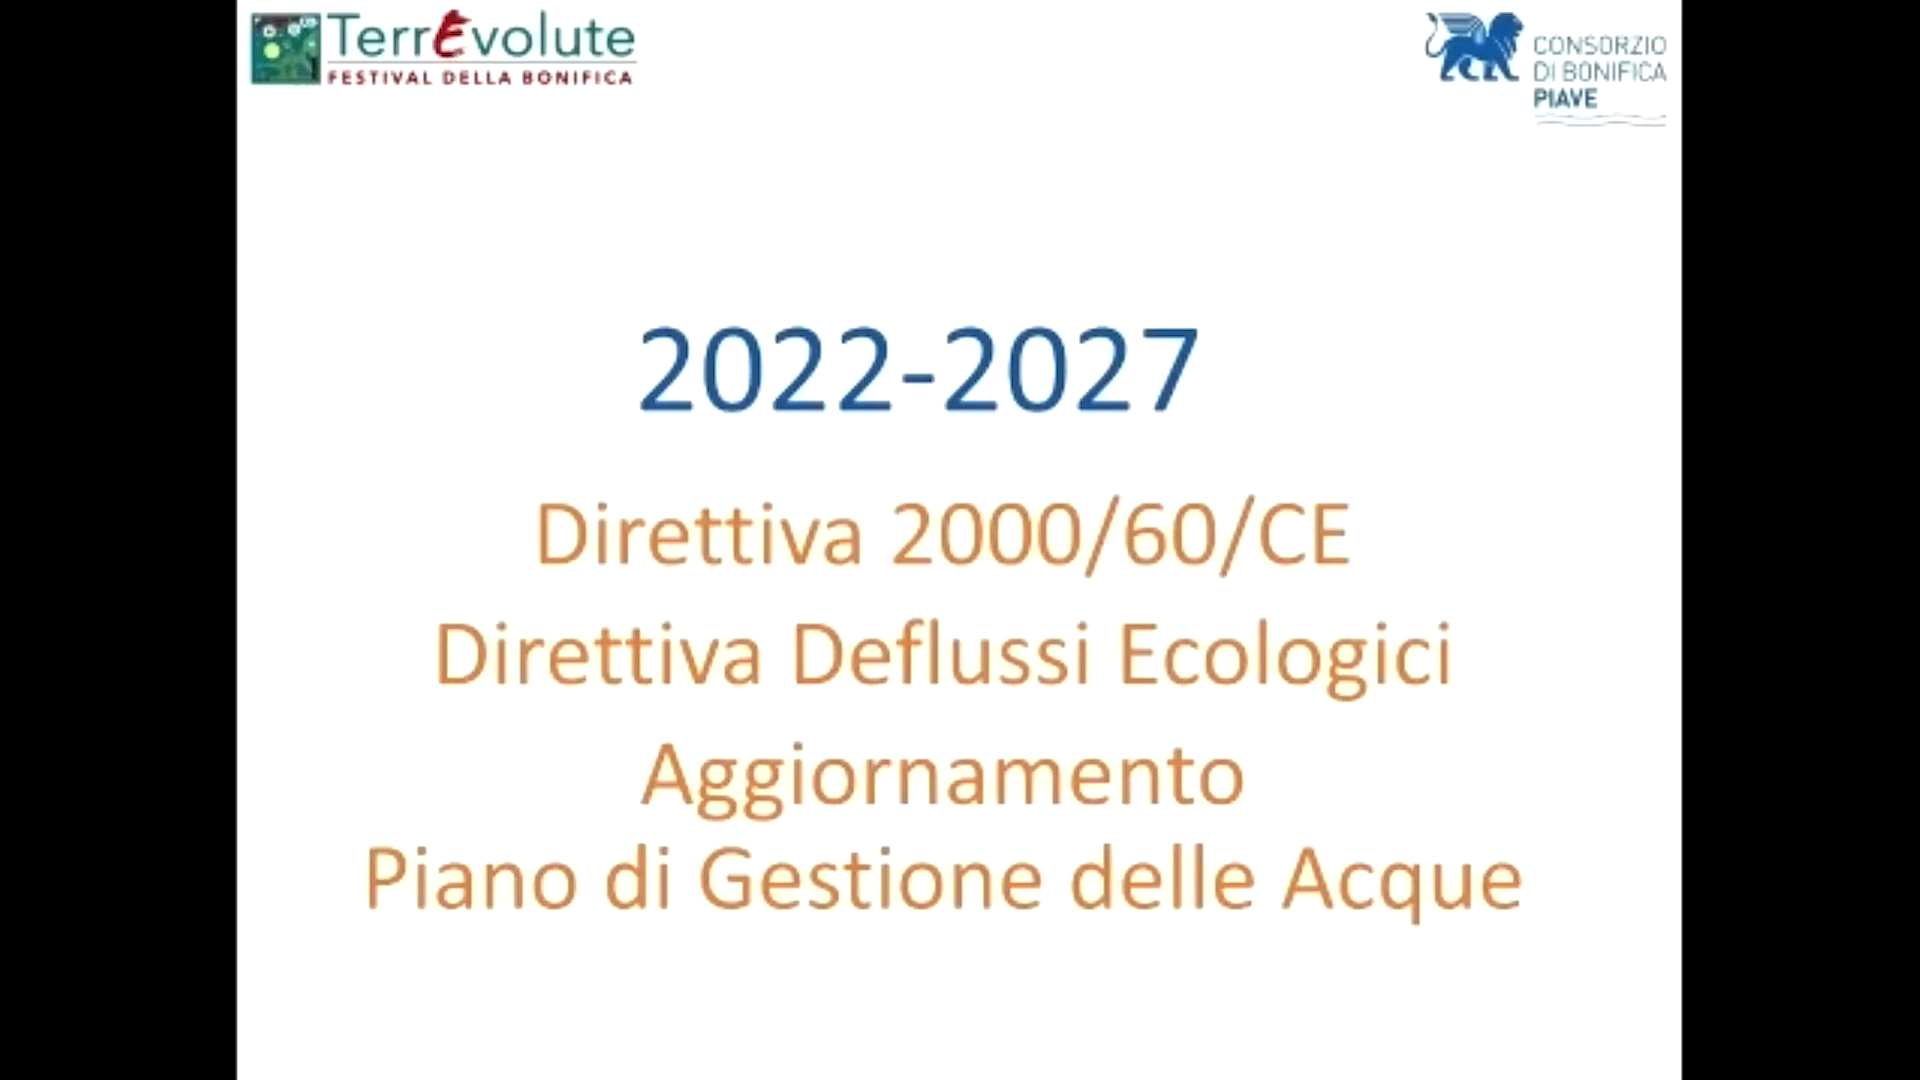 TerrEvolute
FESTIVAL DELLA BONIFICA
CONSORZIO
DI BONIFICA
PIAVE
2022-2027
Direttiva 2000/60/CE
Direttiva Deflussi Ecologici
Aggiornamento
Piano di Gestione delle Acque